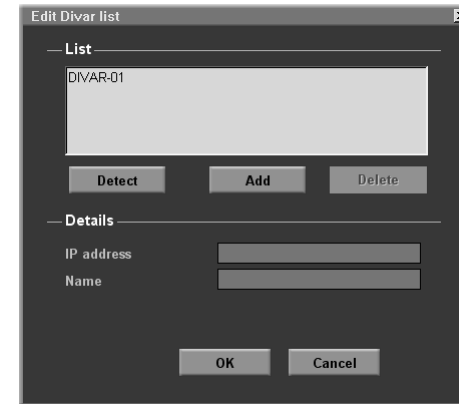 Edit Divar list
List
DIVAR-01
Detect Add Delete
Details
IP address
Name
OK Cancel